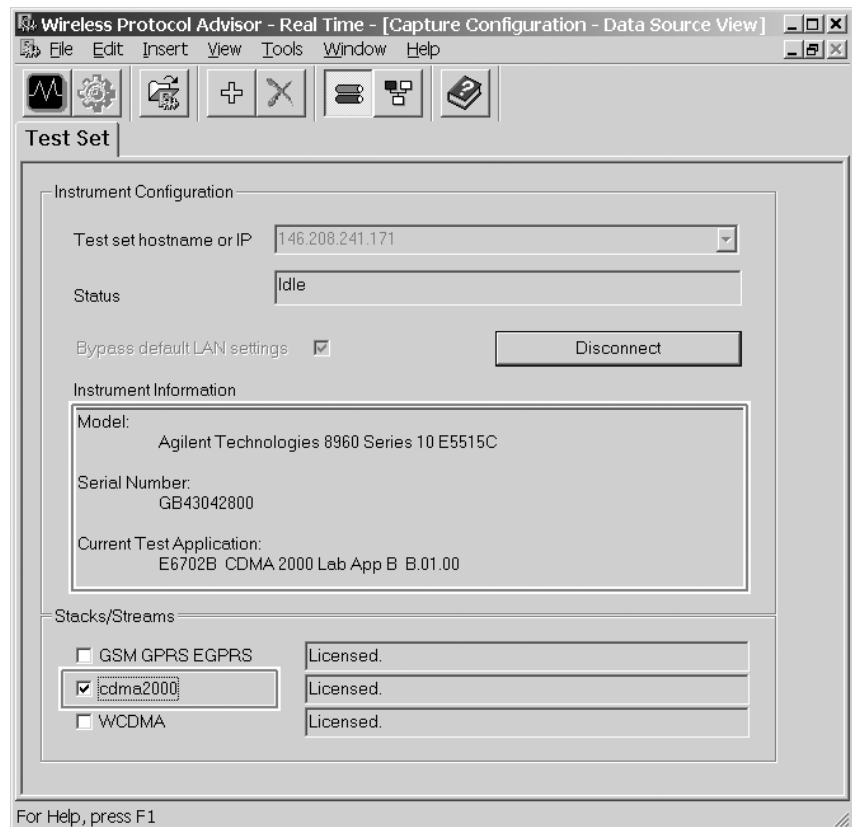 Wireless Protocol Advisor - Real Time - [Capture Configuration - Data Source View]
File Edit Insert View Tools Window Help
Test Set
Instrument Configuration
Test set hostname or IP 146.208.241.171
Status Idle
Bypass default LAN settings Disconnect
Instrument Information
Model:
Agilent Technologies 8960 Series 10 E5515C
Serial Number:
GB43042800
Current Test Application:
E6702B CDMA 2000 Lab App B B.01.00
Stacks/Streams
GSM GPRS EGPRS Licensed.
cdma2000 Licensed.
WCDMA Licensed.
For Help, press F1